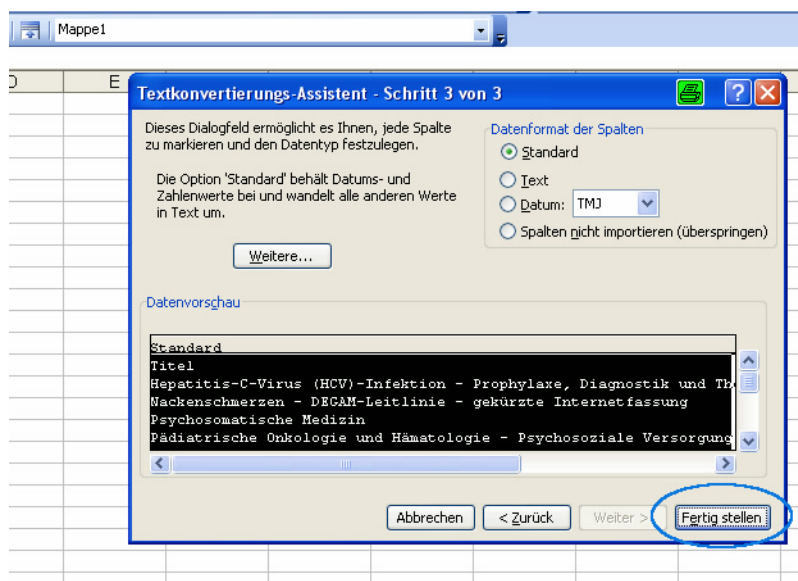 Mappe1
D E
Textkonvertierungs-Assistent - Schritt 3 von 3
Dieses Dialogfeld ermöglicht es Ihnen, jede Spalte
zu markieren und den Datentyp festzulegen.
Die Option 'Standard' behält Datums- und
Zahlenwerte bei und wandelt alle anderen Werte
in Text um.
Weitere...
Datenformat der Spalten
Standard
Text
Datum: TMJ
Spalten nicht importieren (überspringen)
Datenvorschau
Standard
Titel
Hepatitis-C-Virus (HCV)-Infektion - Prophylaxe, Diagnostik und Th
Nackenschmerzen - DEGAM-Leitlinie - gekürzte Internetfassung
Psychosomatische Medizin
Pädiatrische Onkologie und Hämatologie - Psychosoziale Versorgung
Abbrechen < Zurück Weiter > Fertig stellen